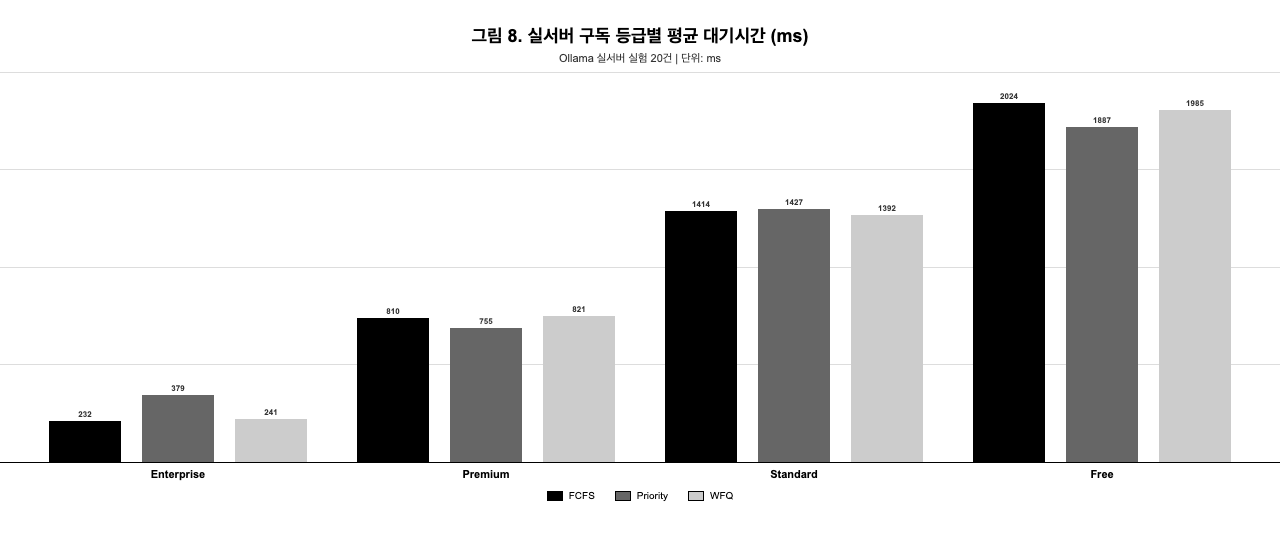 그림 8. 실서버 구독 등급별 평균 대기시간 (ms)
Ollama 실서버 실험 20건 | 단위: ms
232
379
241
810
755
821
1414
1427
1392
2024
1887
1985
Enterprise
Premium
Standard
Free
FCFS
Priority
WFQ